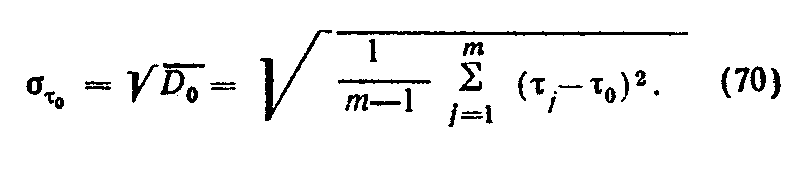 σ_{τ₀} = √D₀ = √(1/(m—1) Σ_{j=1}^{m} (τ_j — τ₀)²). (70)